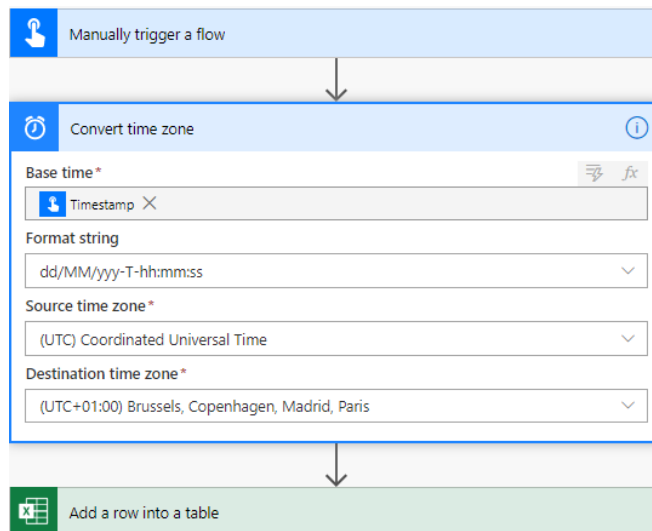 Manually trigger a flow
Convert time zone
Base time*
fx
Timestamp
Format string
dd/MM/yyy-T-hh:mm:ss
Source time zone*
(UTC) Coordinated Universal Time
Destination time zone*
(UTC+01:00) Brussels, Copenhagen, Madrid, Paris
Add a row into a table